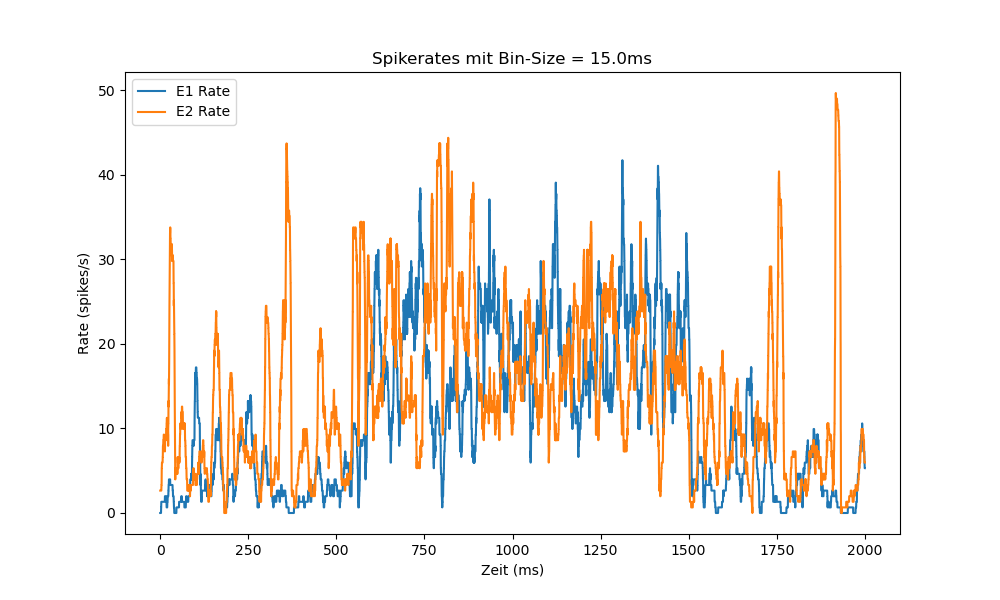 Spikerates mit Bin-Size = 15.0ms
E1 Rate
E2 Rate
50
40
30
20
10
0
Rate (spikes/s)
0 250 500 750 1000 1250 1500 1750 2000
Zeit (ms)